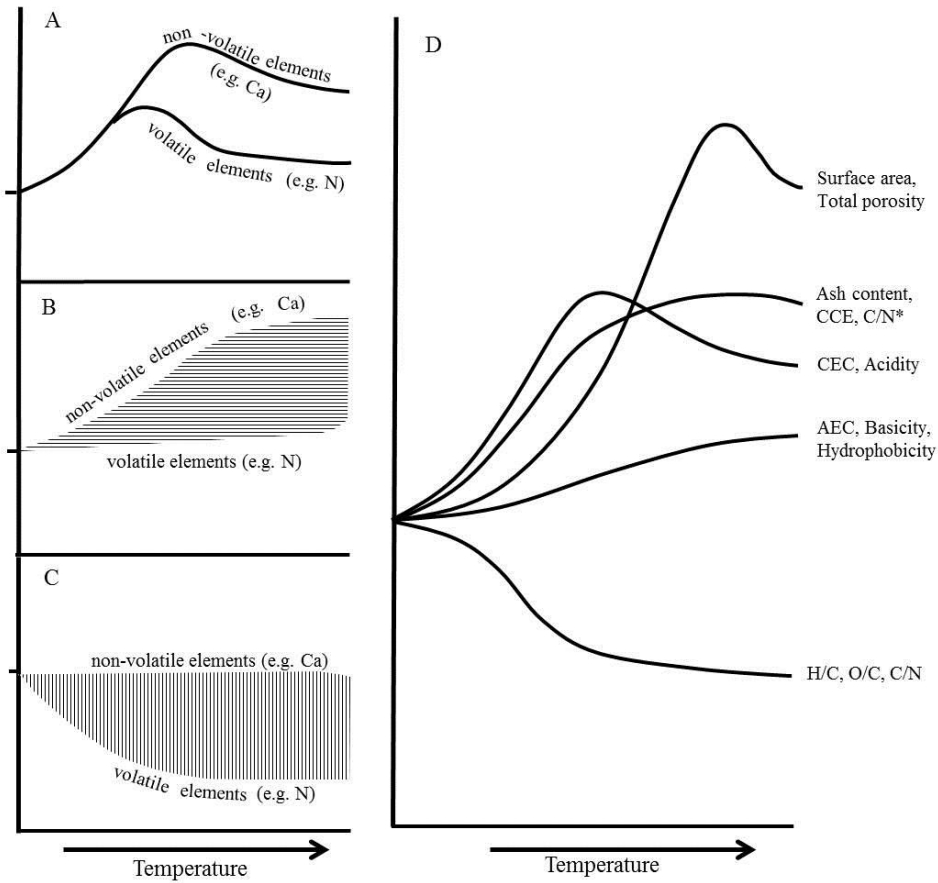 A
non -volatile elements
(e.g. Ca)
volatile elements (e.g. N)
B
non-volatile elements (e.g. Ca)
volatile elements (e.g. N)
C
non-volatile elements (e.g. Ca)
volatile elements (e.g. N)
Temperature
D
Surface area,
Total porosity
Ash content,
CCE, C/N*
CEC, Acidity
AEC, Basicity,
Hydrophobicity
H/C, O/C, C/N
Temperature